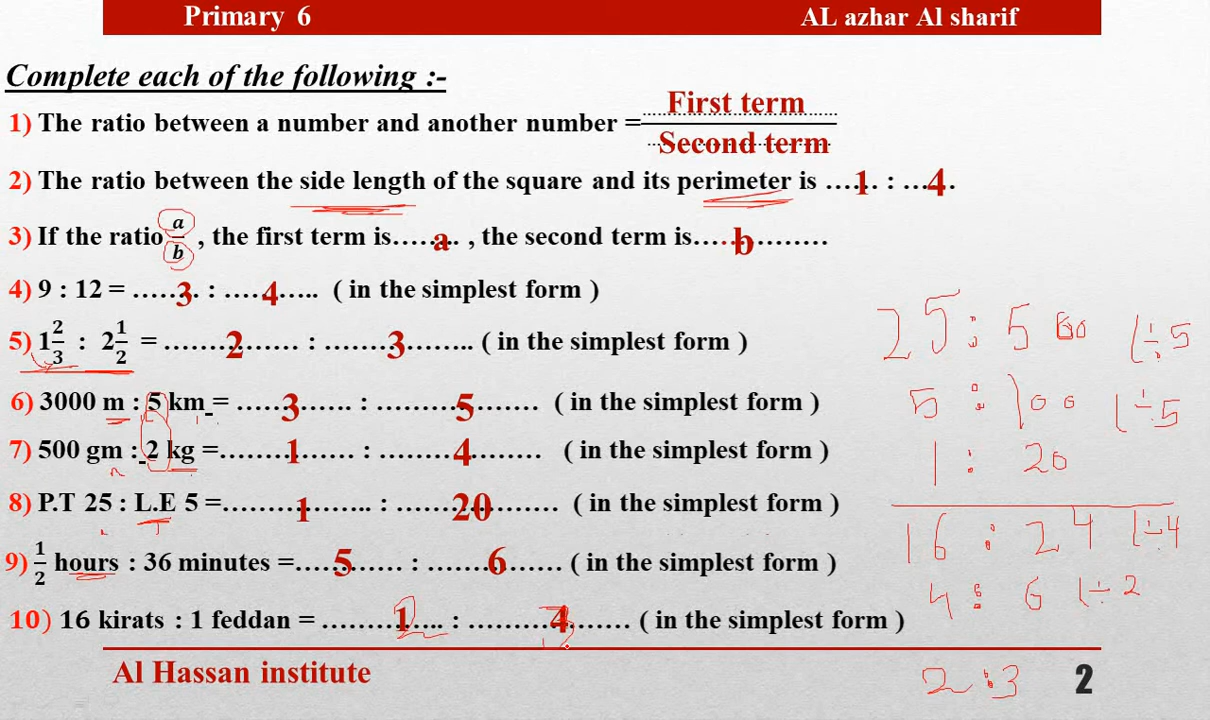 Primary 6 AL azhar Al sharif
Complete each of the following :-
1) The ratio between a number and another number = First term / Second term
2) The ratio between the side length of the square and its perimeter is ...1... : ...4...
3) If the ratio a/b , the first term is......a.. , the second term is.....b.........
4) 9 : 12 = ......3. : .....4..... ( in the simplest form )
5) 1 2/3 : 2 1/2 = ........2......... : ........3........ ( in the simplest form )
6) 3000 m : 5 km = ......3....... : .........5........ ( in the simplest form )
7) 500 gm : 2 kg =........1....... : .........4........ ( in the simplest form )
8) P.T 25 : L.E 5 =.........1........ : .......20......... ( in the simplest form )
9) 1/2 hours : 36 minutes =.....5....... : .......6....... ( in the simplest form )
10) 16 kirats : 1 feddan = .........1..... : .........4........ ( in the simplest form )
2 3
25 : 500 ÷5
5 : 100 ÷5
1 : 20
16 : 24 ÷4
4 : 6 ÷2
2 : 3
Al Hassan institute 2